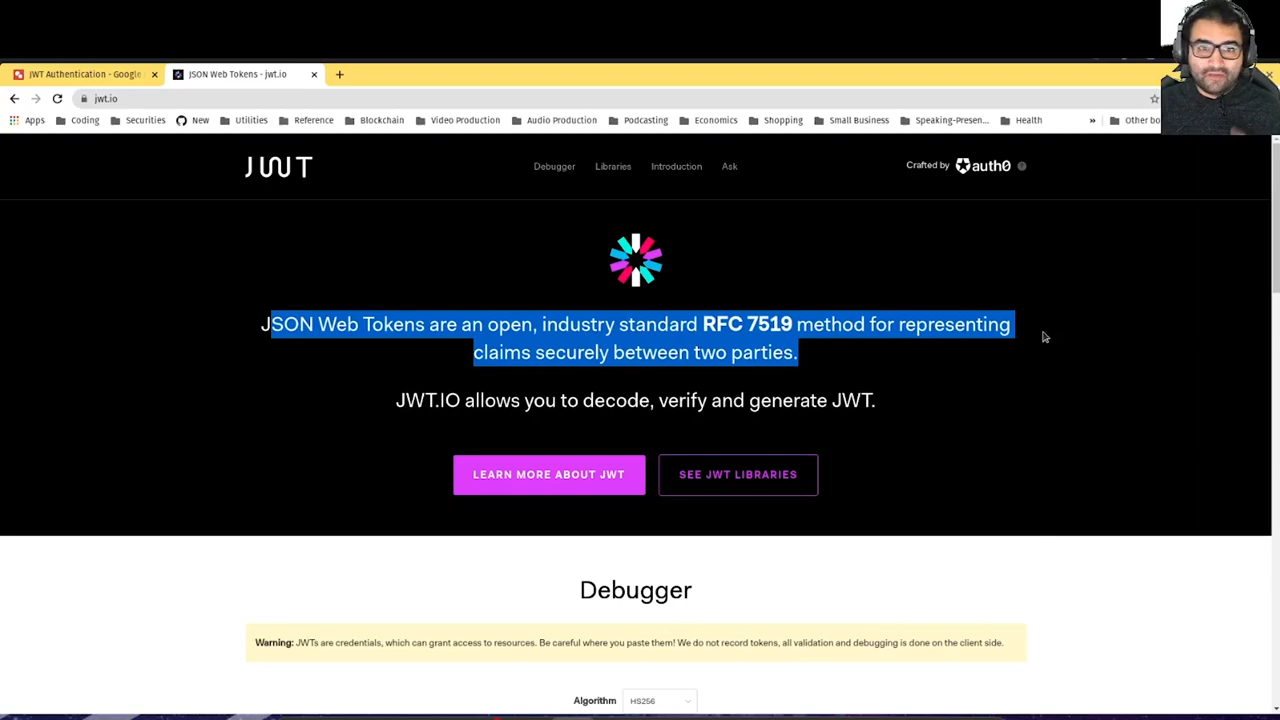 JWT Authentication - Google
JSON Web Tokens - jwt.io
jwt.io
Apps Coding Securities New Utilities Reference Blockchain Video Production Audio Production Podcasting Economics Shopping Small Business Speaking-Presen... Health » Other bo
JWT
Debugger Libraries Introduction Ask
Crafted by auth0 ?
JSON Web Tokens are an open, industry standard RFC 7519 method for representing
claims securely between two parties.
JWT.IO allows you to decode, verify and generate JWT.
LEARN MORE ABOUT JWT
SEE JWT LIBRARIES
Debugger
Warning: JWTs are credentials, which can grant access to resources. Be careful where you paste them! We do not record tokens, all validation and debugging is done on the client side.
Algorithm HS256